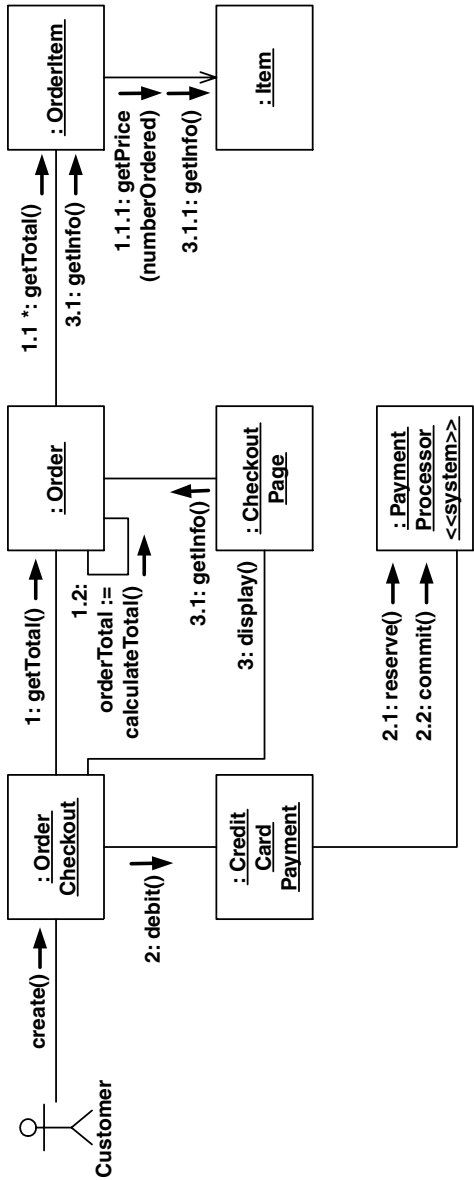 Customer
create()
: Order
Checkout
1: getTotal()
: Order
1.1 *: getTotal()
3.1: getInfo()
: OrderItem
1.2:
orderTotal :=
calculateTotal()
1.1.1: getPrice
(numberOrdered)
3.1.1: getInfo()
2: debit()
3.1: getInfo()
3: display()
: Credit
Card
Payment
: Checkout
Page
: Item
2.1: reserve()
2.2: commit()
: Payment
Processor
<<system>>